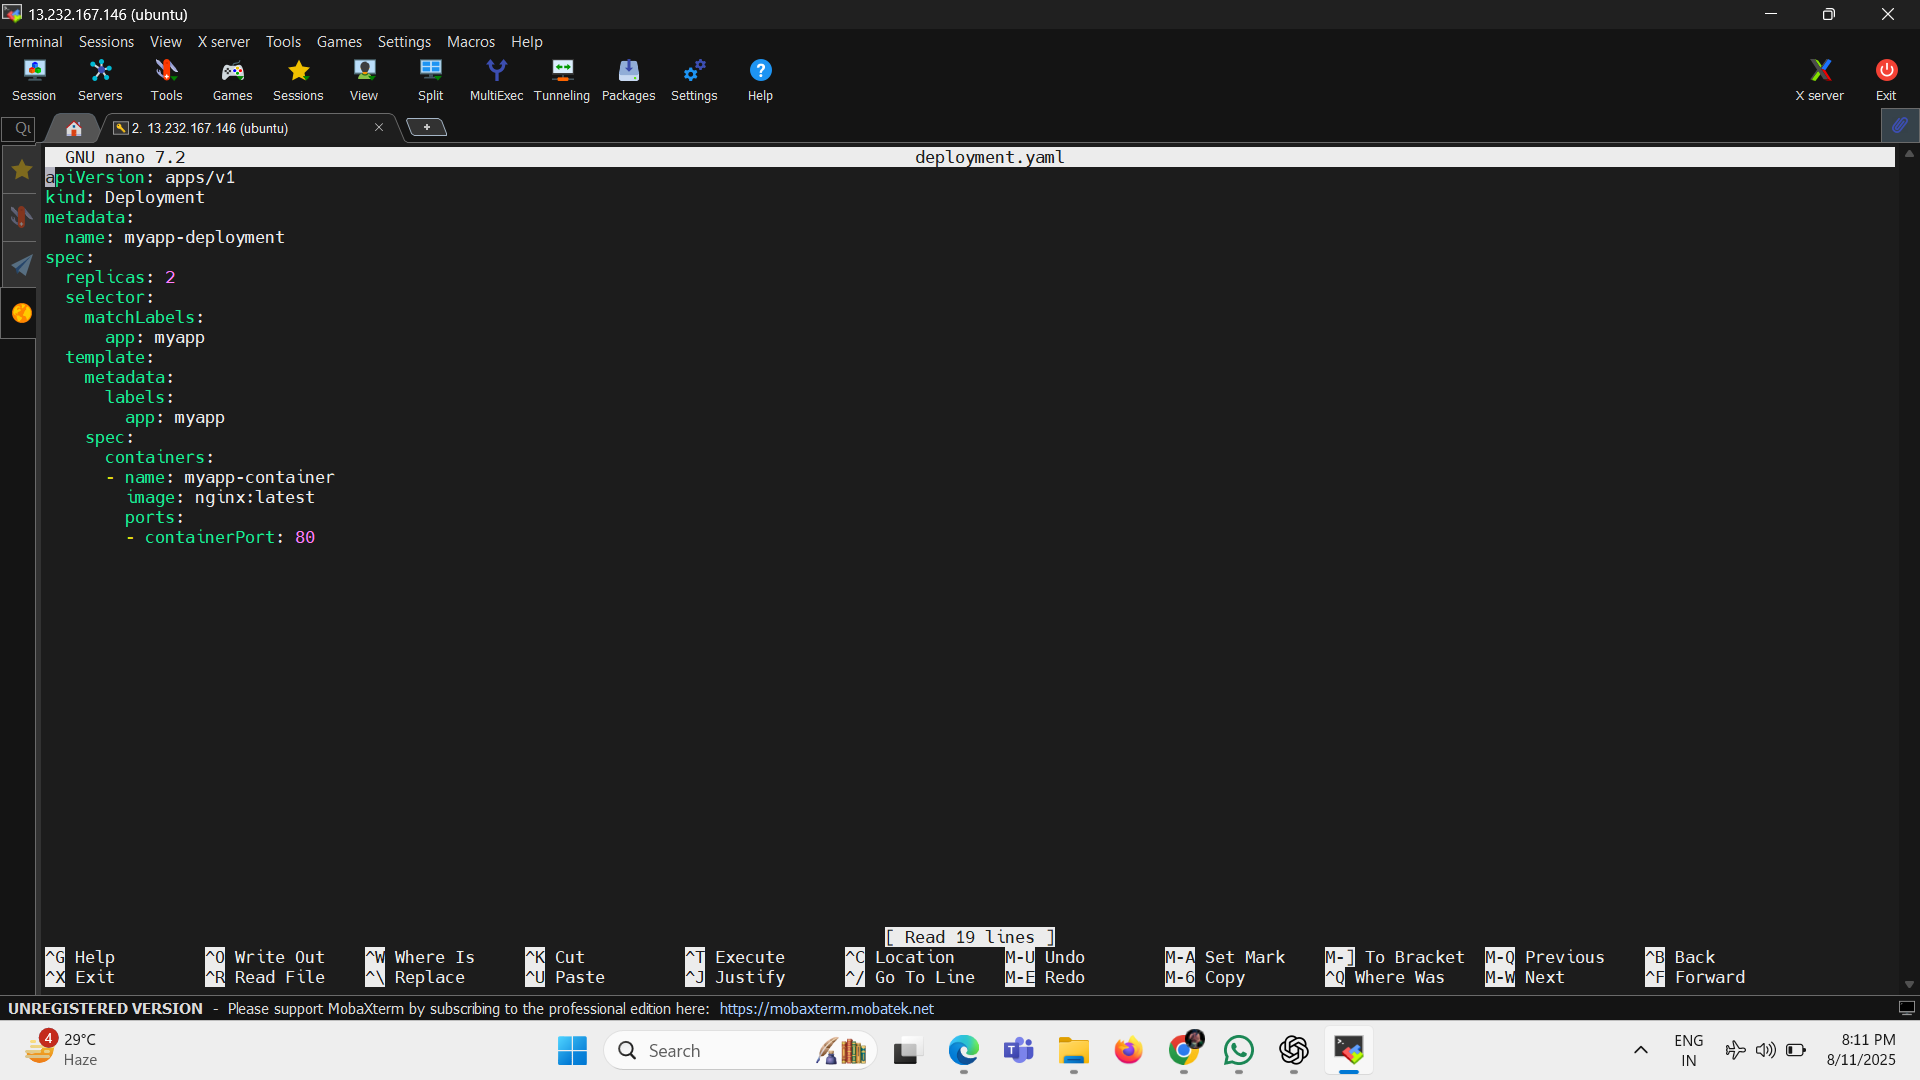 13.232.167.146 (ubuntu)
Terminal Sessions View X server Tools Games Settings Macros Help
Session Servers Tools Games Sessions View Split MultiExec Tunneling Packages Settings Help X server Exit
2. 13.232.167.146 (ubuntu)
GNU nano 7.2 deployment.yaml
apiVersion: apps/v1
kind: Deployment
metadata:
  name: myapp-deployment
spec:
  replicas: 2
  selector:
    matchLabels:
      app: myapp
  template:
    metadata:
      labels:
        app: myapp
    spec:
      containers:
      - name: myapp-container
        image: nginx:latest
        ports:
        - containerPort: 80
[ Read 19 lines ]
^G Help ^O Write Out ^W Where Is ^K Cut ^T Execute ^C Location M-U Undo M-A Set Mark M-] To Bracket M-Q Previous ^B Back
^X Exit ^R Read File ^\ Replace ^U Paste ^J Justify ^/ Go To Line M-E Redo M-6 Copy ^Q Where Was M-W Next ^F Forward
UNREGISTERED VERSION - Please support MobaXterm by subscribing to the professional edition here: https://mobaxterm.mobatek.net
4 29°C
Haze
Search
ENG
IN
8:11 PM
8/11/2025